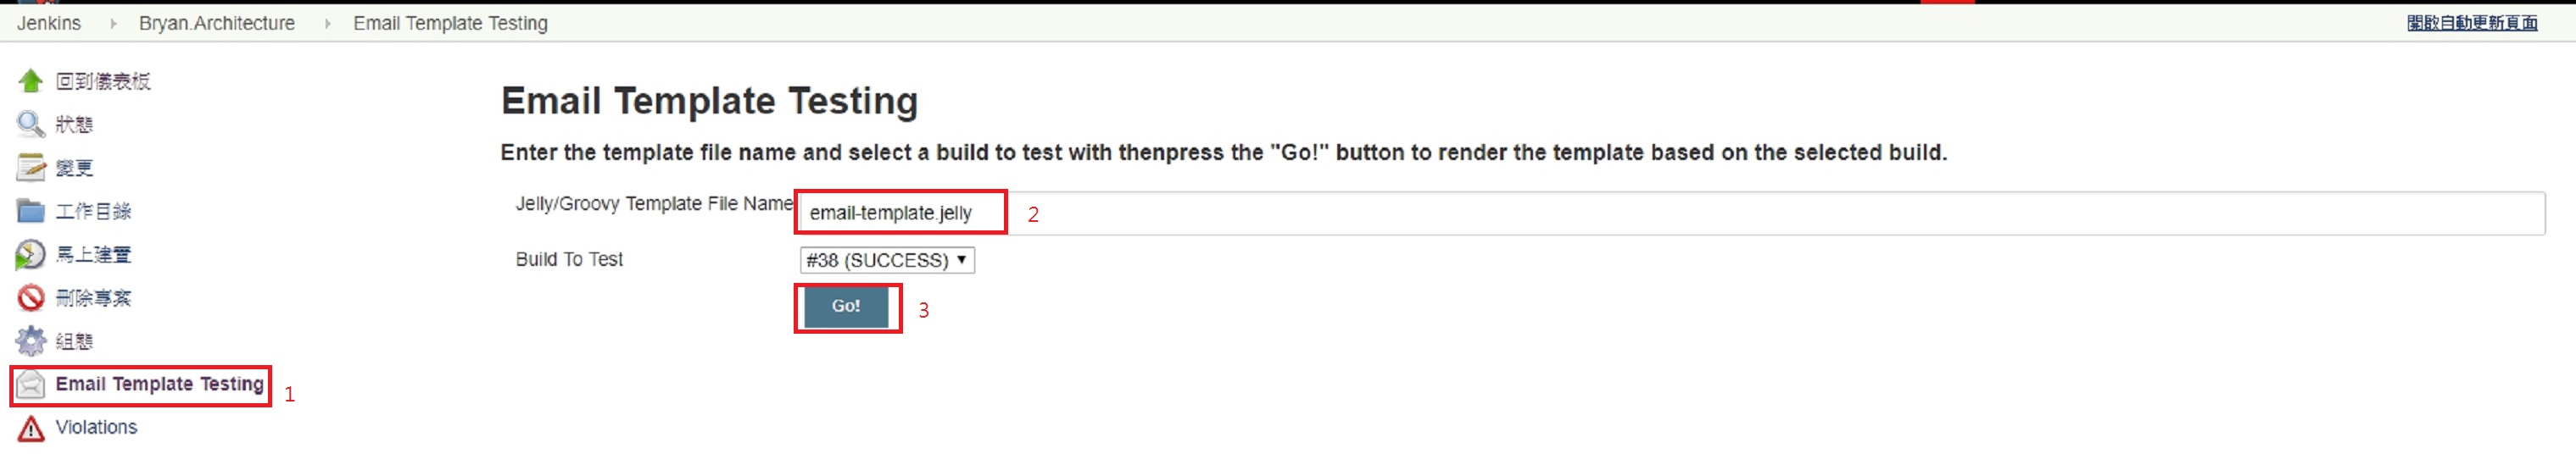 Jenkins Bryan.Architecture Email Template Testing 開啟自動更新頁面
回到儀表板
狀態
變更
工作目錄
馬上建置
刪除專案
組態
Email Template Testing 1
Violations
Email Template Testing
Enter the template file name and select a build to test with thenpress the "Go!" button to render the template based on the selected build.
Jelly/Groovy Template File Name email-template.jelly 2
Build To Test #38 (SUCCESS)
Go! 3